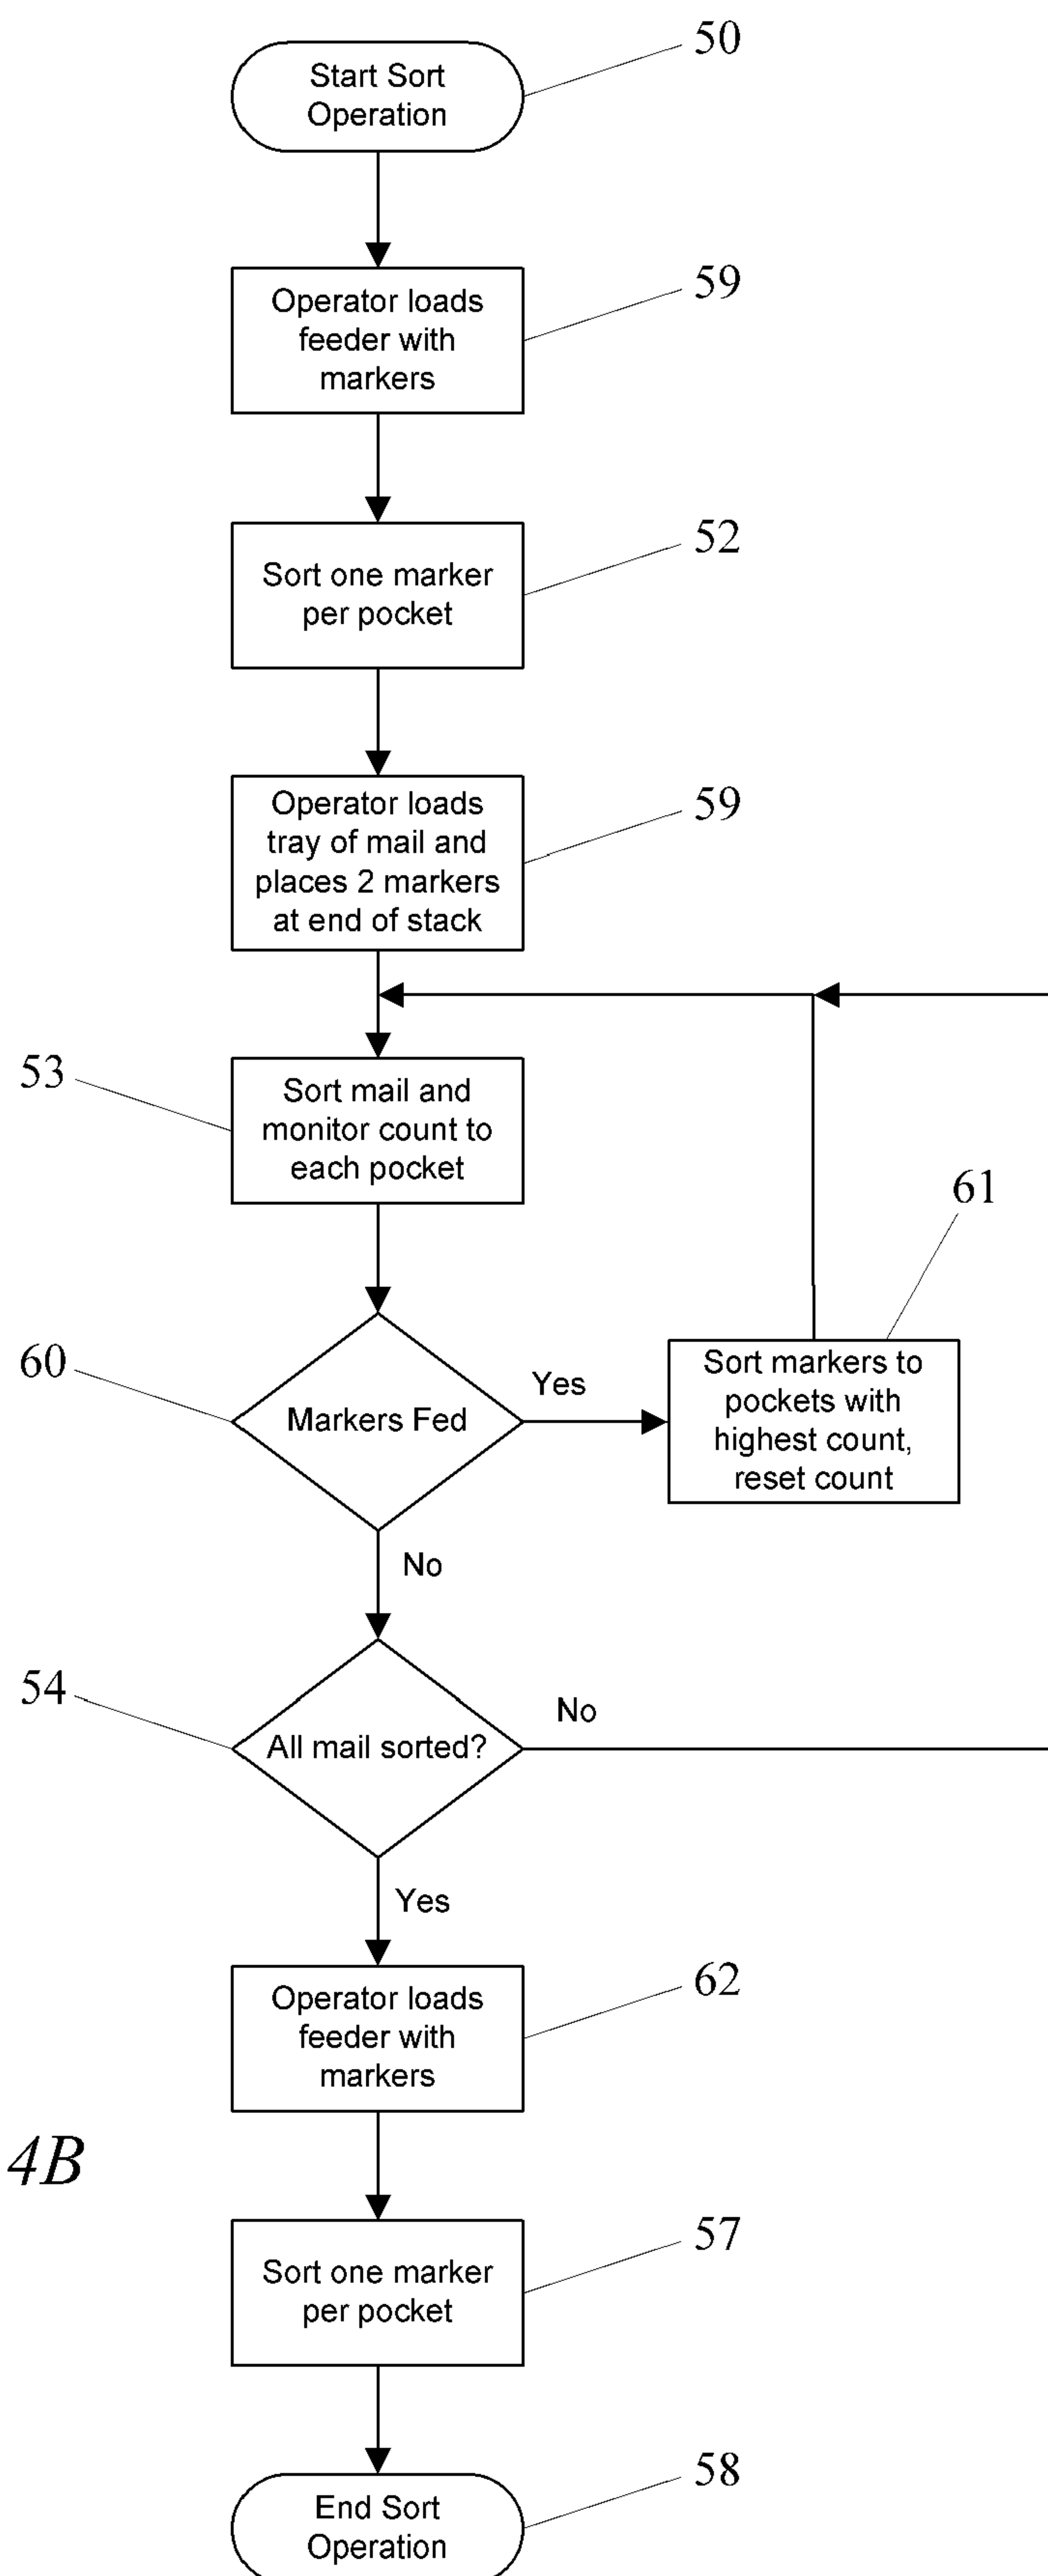 50
Start Sort
Operation
59
Operator loads
feeder with
markers
52
Sort one marker
per pocket
59
Operator loads
tray of mail and
places 2 markers
at end of stack
53
Sort mail and
monitor count to
each pocket
61
60
Markers Fed
Yes
Sort markers to
pockets with
highest count,
reset count
No
54
All mail sorted?
No
Yes
62
Operator loads
feeder with
markers
4B
57
Sort one marker
per pocket
58
End Sort
Operation